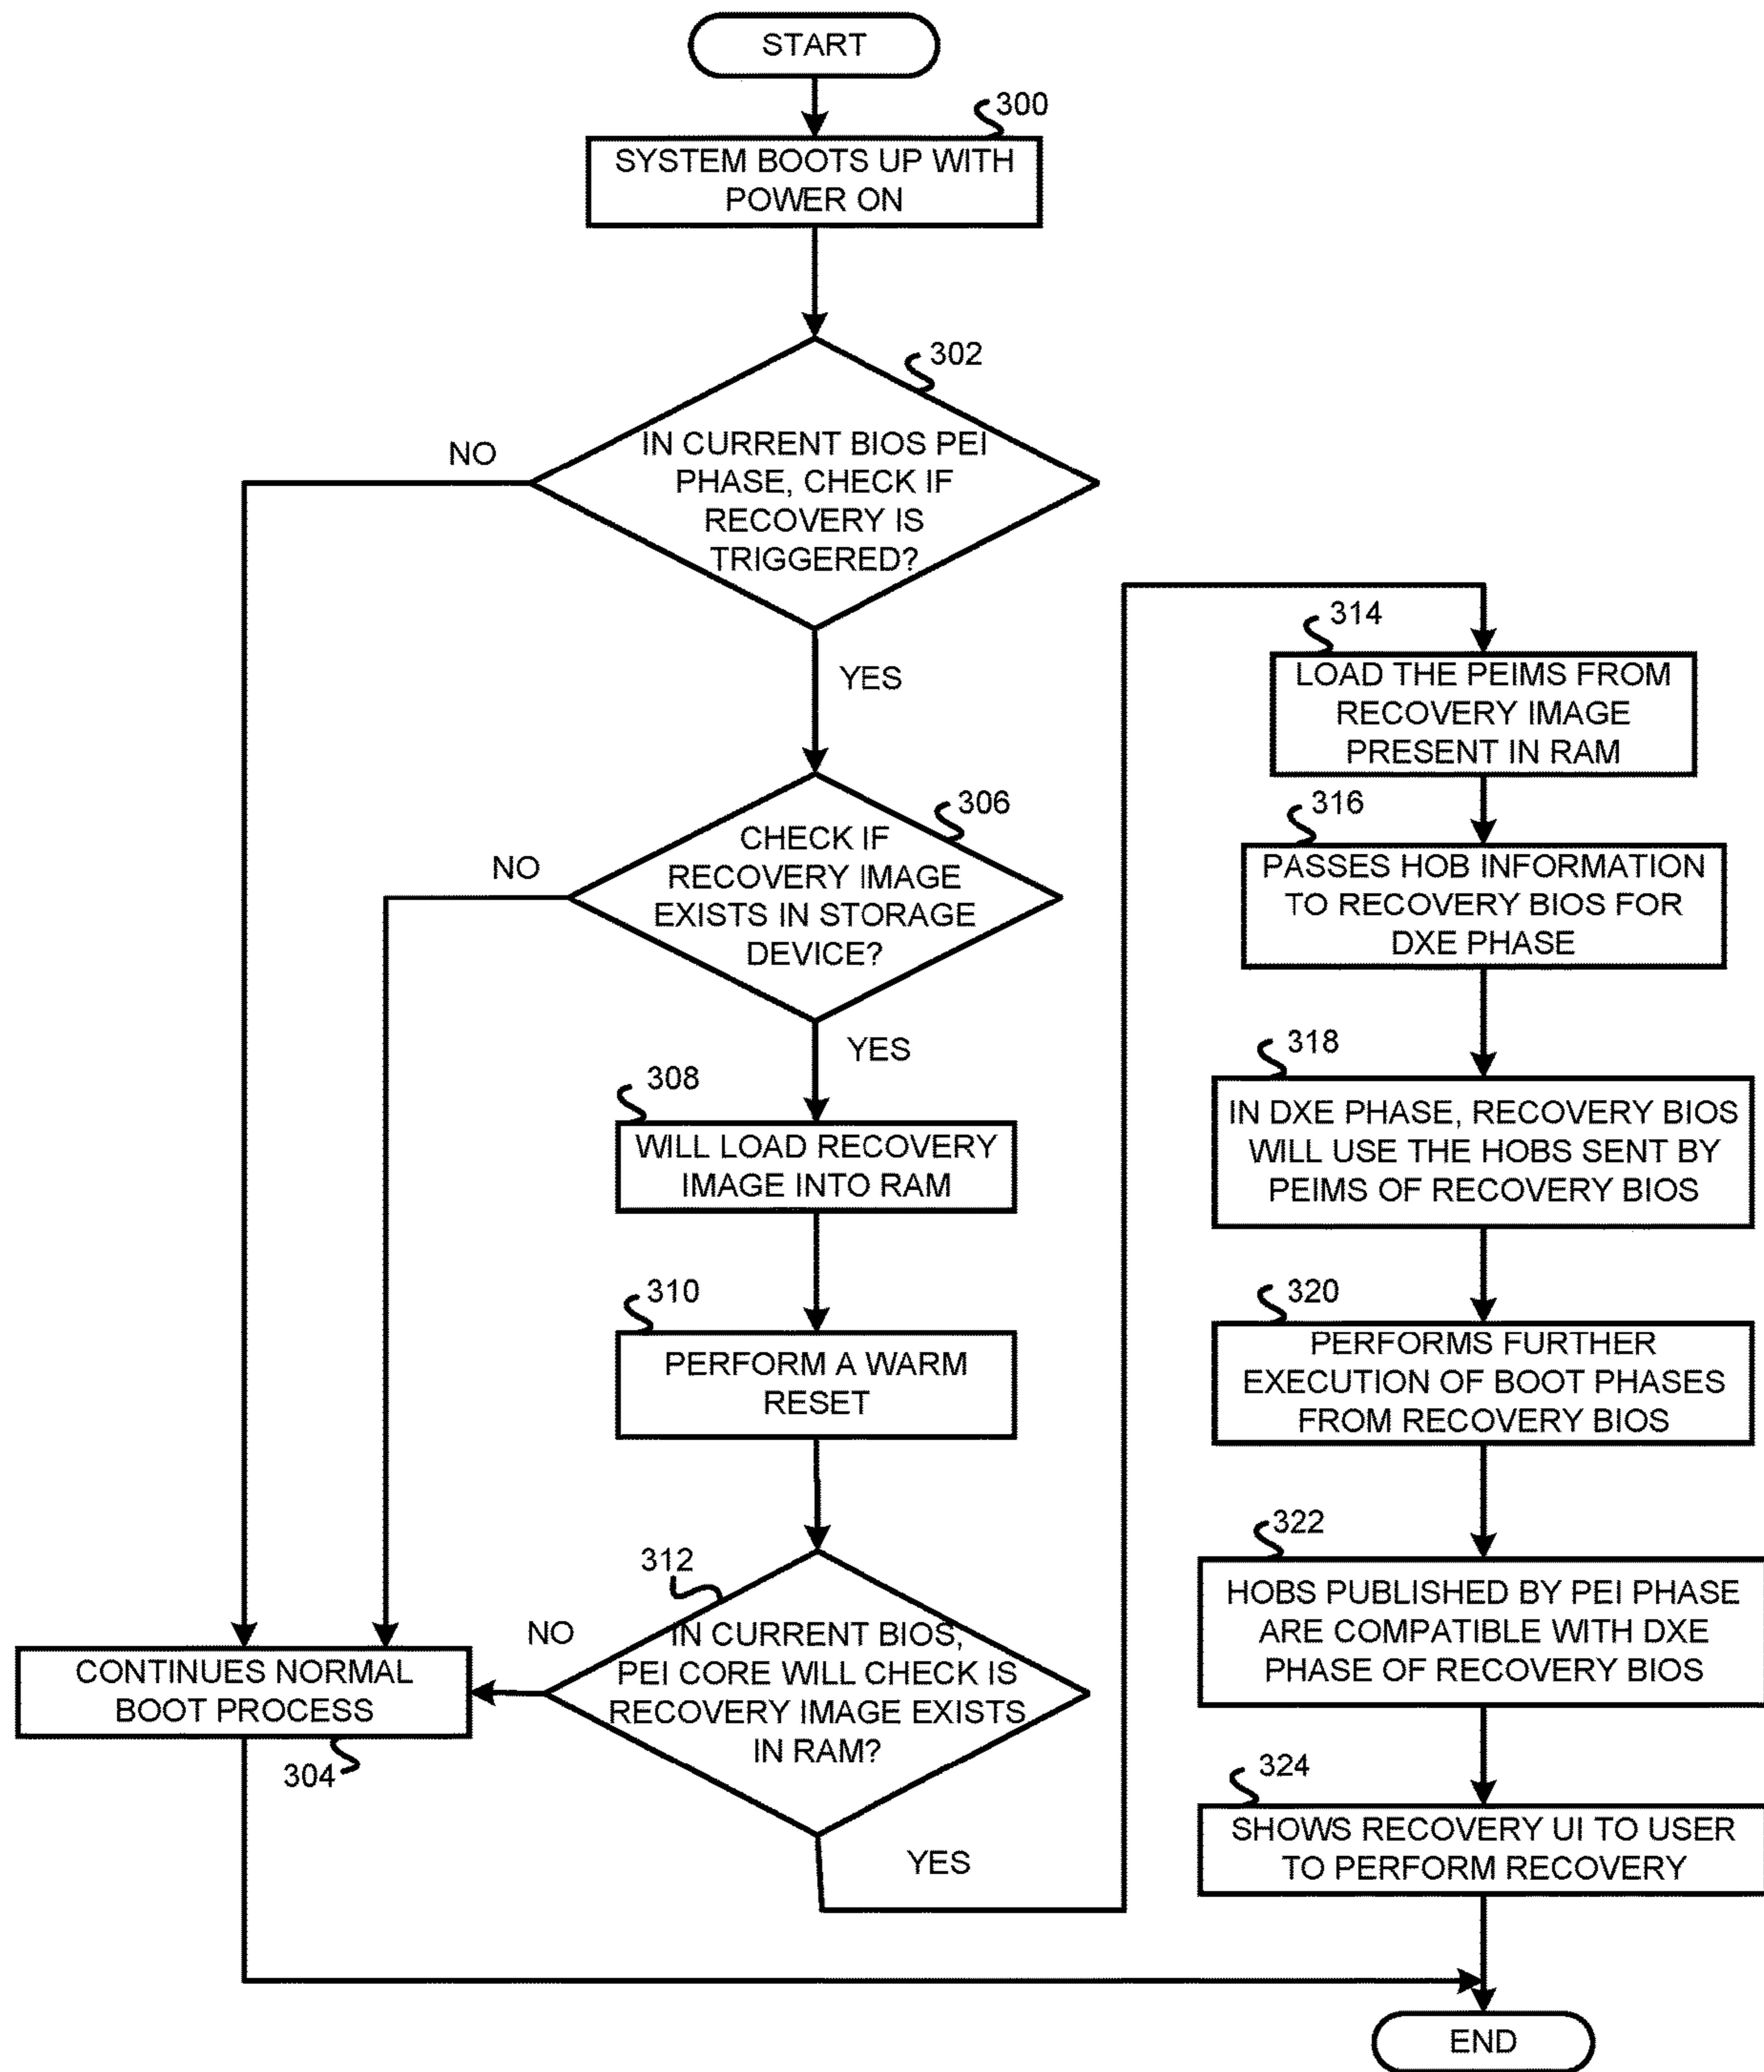 START
300
SYSTEM BOOTS UP WITH
POWER ON
302
IN CURRENT BIOS PEI
PHASE, CHECK IF
RECOVERY IS
TRIGGERED?
NO
YES
306
CHECK IF
RECOVERY IMAGE
EXISTS IN STORAGE
DEVICE?
NO
YES
308
WILL LOAD RECOVERY
IMAGE INTO RAM
310
PERFORM A WARM
RESET
312
IN CURRENT BIOS,
PEI CORE WILL CHECK IS
RECOVERY IMAGE EXISTS
IN RAM?
NO
YES
CONTINUES NORMAL
BOOT PROCESS
304
314
LOAD THE PEIMS FROM
RECOVERY IMAGE
PRESENT IN RAM
316
PASSES HOB INFORMATION
TO RECOVERY BIOS FOR
DXE PHASE
318
IN DXE PHASE, RECOVERY BIOS
WILL USE THE HOBS SENT BY
PEIMS OF RECOVERY BIOS
320
PERFORMS FURTHER
EXECUTION OF BOOT PHASES
FROM RECOVERY BIOS
322
HOBS PUBLISHED BY PEI PHASE
ARE COMPATIBLE WITH DXE
PHASE OF RECOVERY BIOS
324
SHOWS RECOVERY UI TO USER
TO PERFORM RECOVERY
END